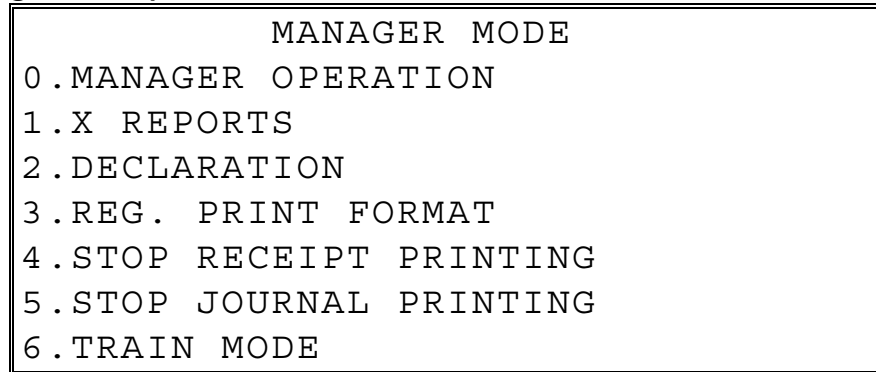 MANAGER MODE
0.MANAGER OPERATION
1.X REPORTS
2.DECLARATION
3.REG. PRINT FORMAT
4.STOP RECEIPT PRINTING
5.STOP JOURNAL PRINTING
6.TRAIN MODE